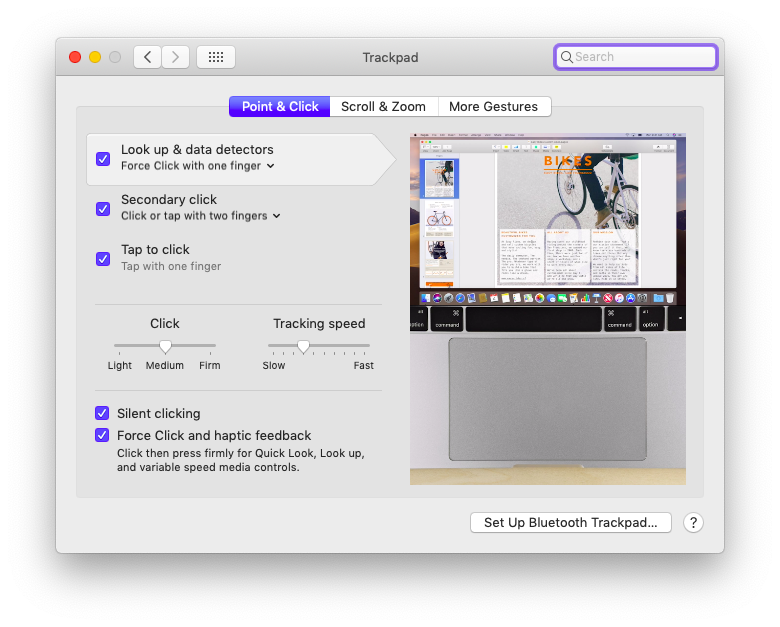 Trackpad
Search
Point & Click
Scroll & Zoom
More Gestures
Look up & data detectors
Force Click with one finger
Secondary click
Click or tap with two fingers
Tap to click
Tap with one finger
Click
Tracking speed
Light
Medium
Firm
Slow
Fast
Silent clicking
Force Click and haptic feedback
Click then press firmly for Quick Look, Look up,
and variable speed media controls.
BIKES
⌘
command
⌘
command
option
Set Up Bluetooth Trackpad...
?